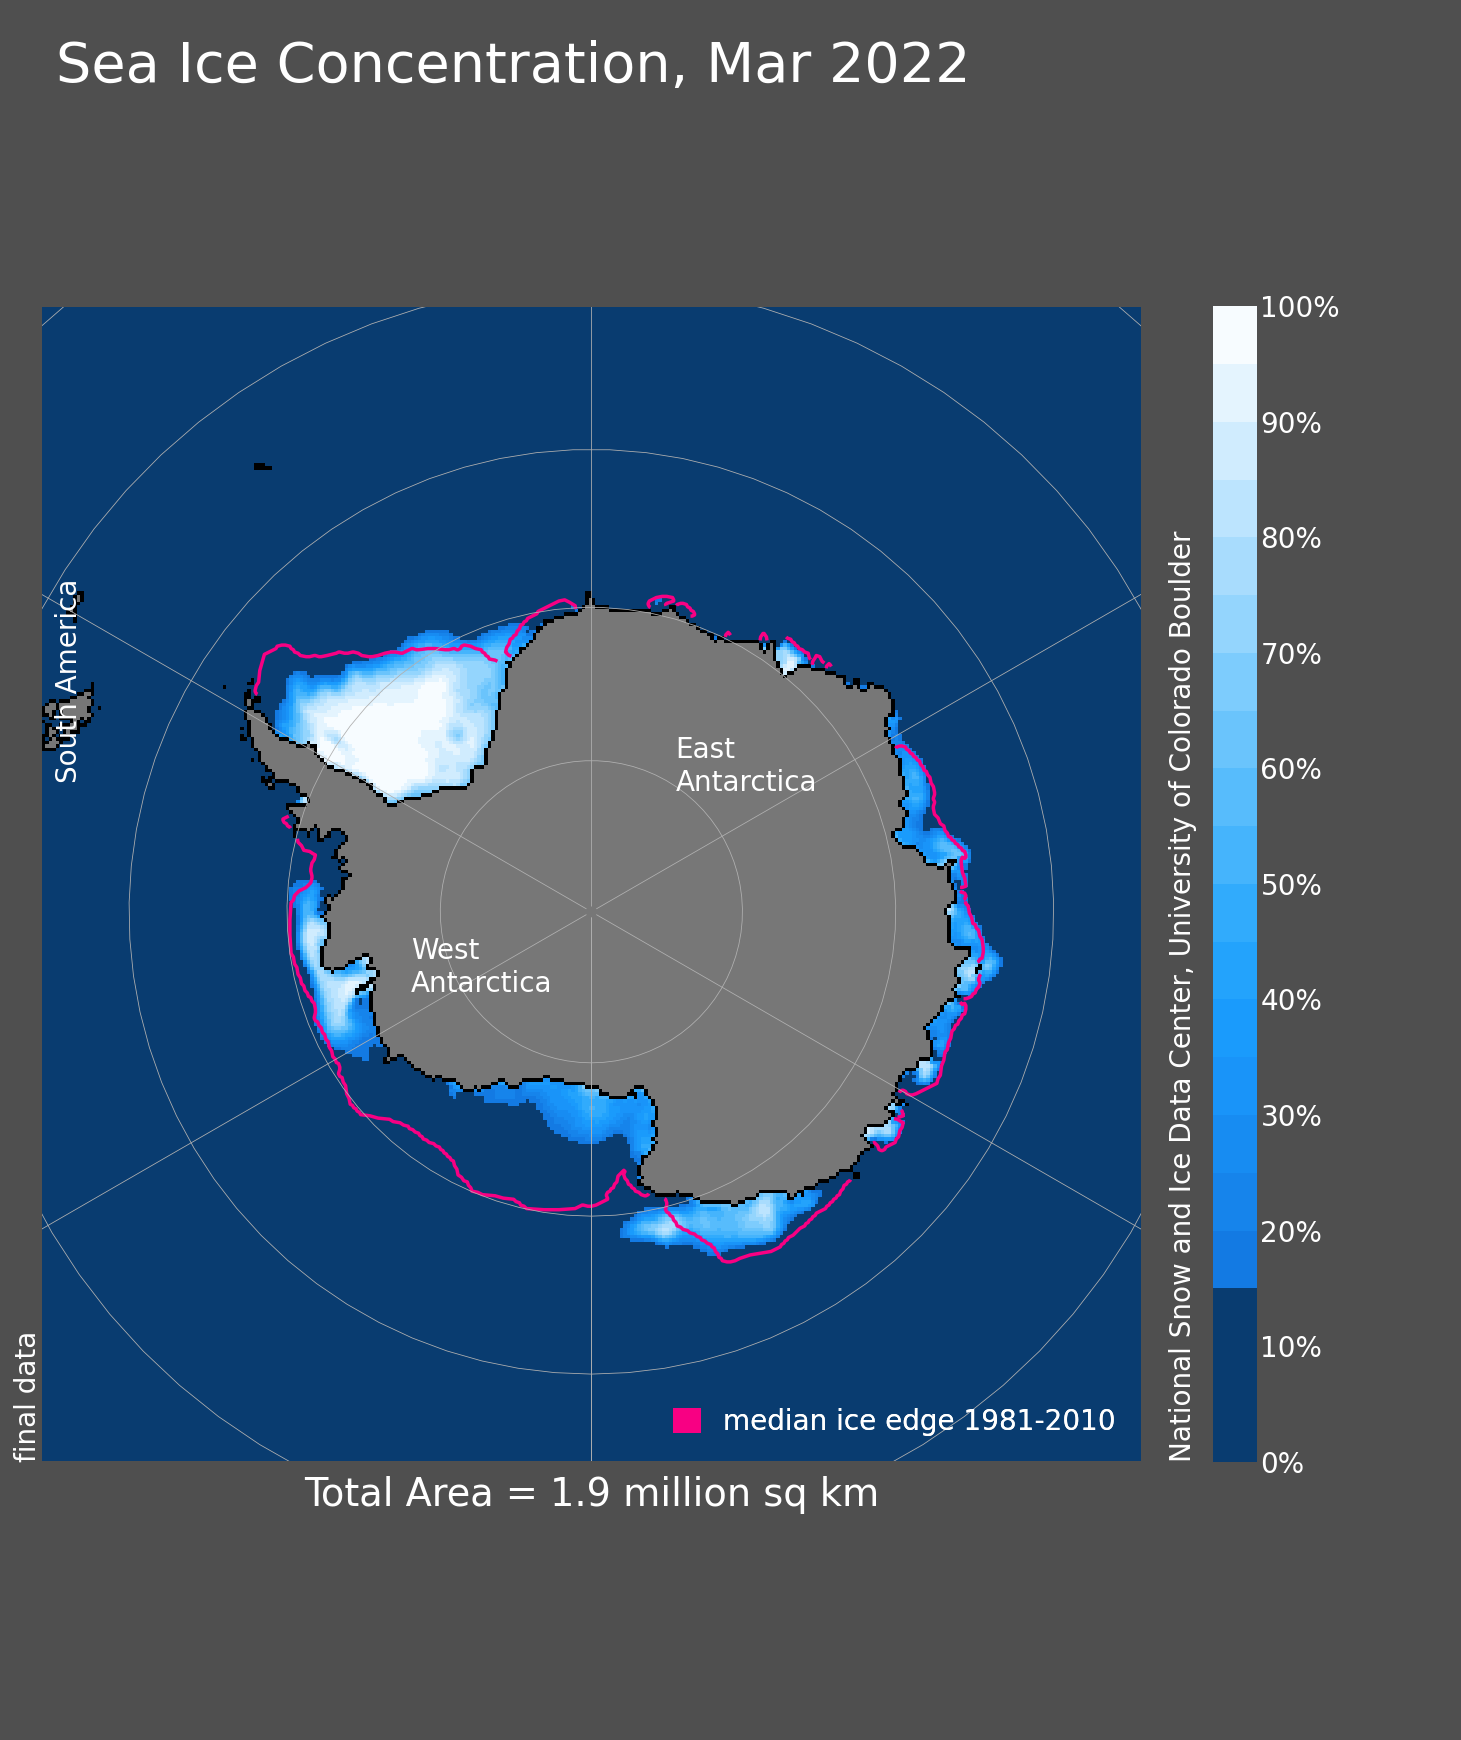 Sea Ice Concentration, Mar 2022
South America
East
Antarctica
West
Antarctica
median ice edge 1981-2010
final data
Total Area = 1.9 million sq km
National Snow and Ice Data Center, University of Colorado Boulder
100%
90%
80%
70%
60%
50%
40%
30%
20%
10%
0%